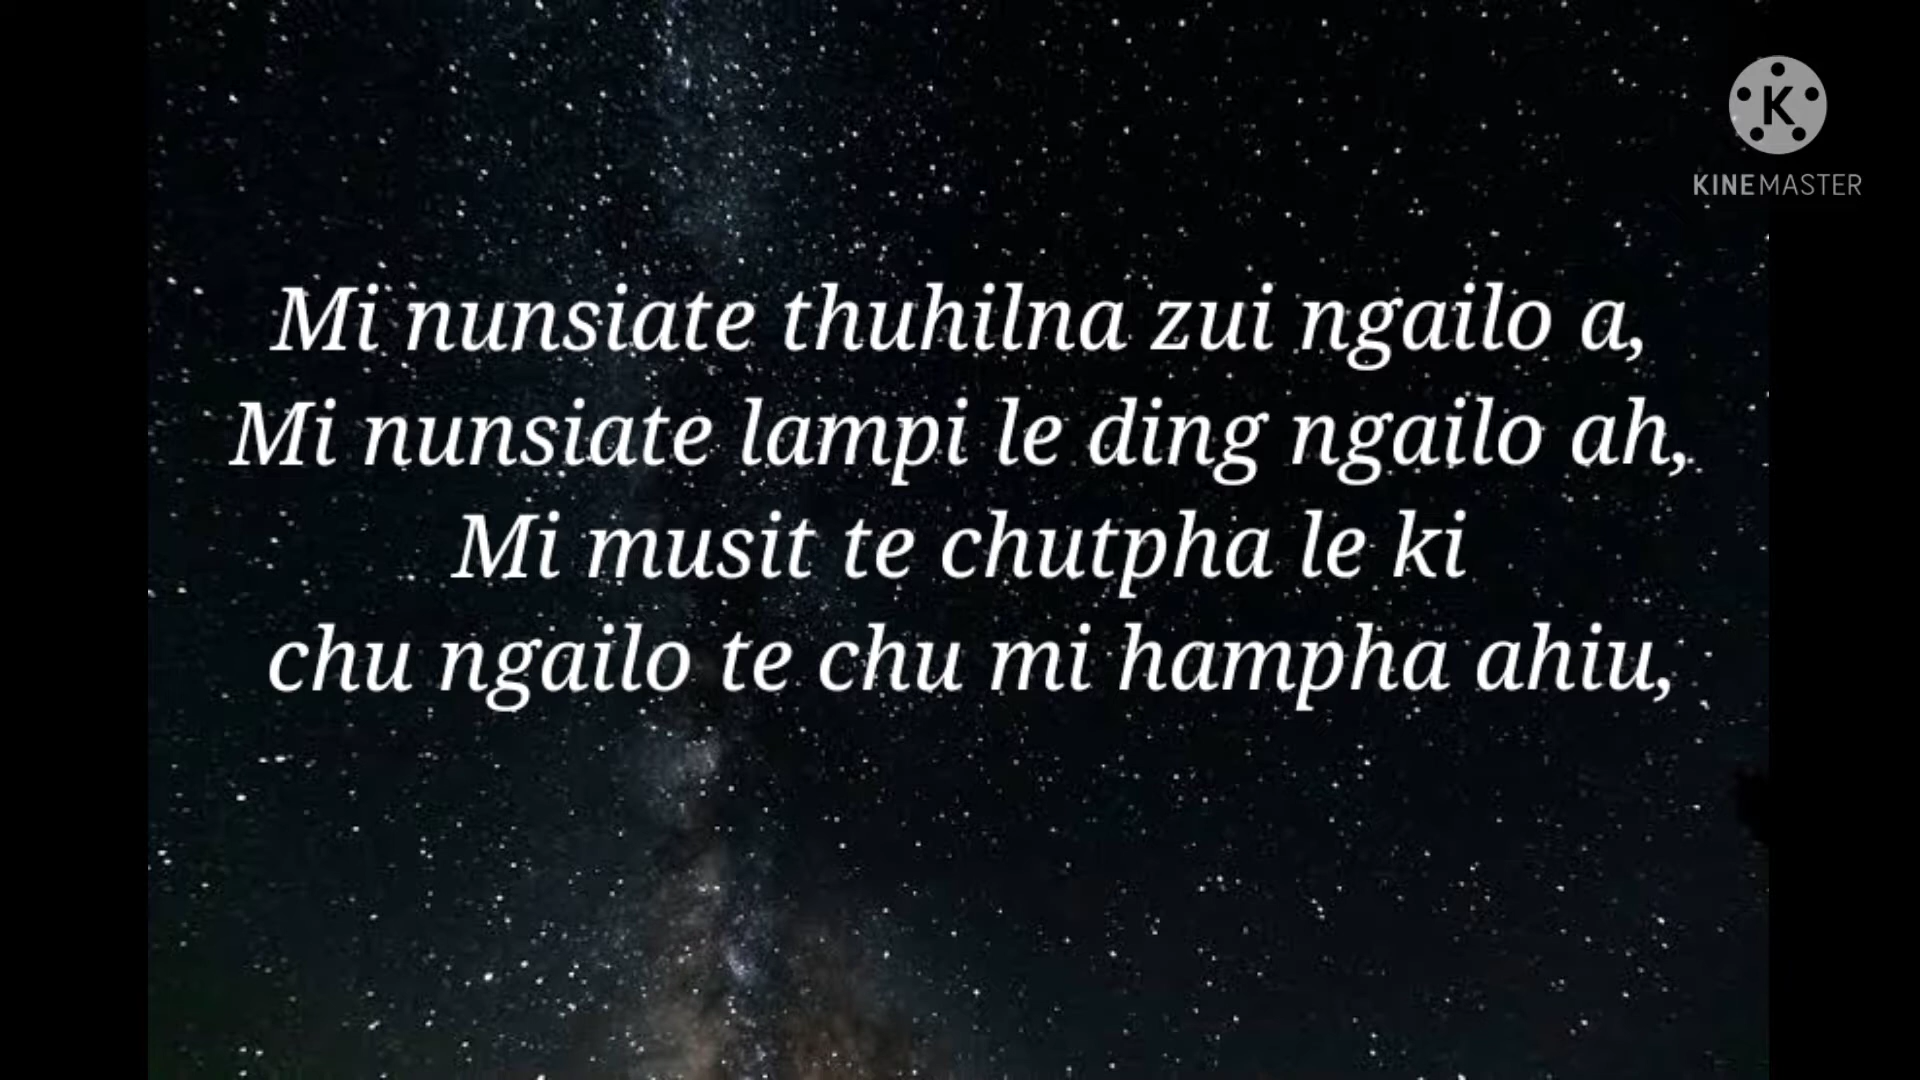 KINEMASTER
Mi nunsiate thuhilna zui ngailo a,
Mi nunsiate lampi le ding ngailo ah,
Mi musit te chutpha le ki
chu ngailo te chu mi hampha ahiu,